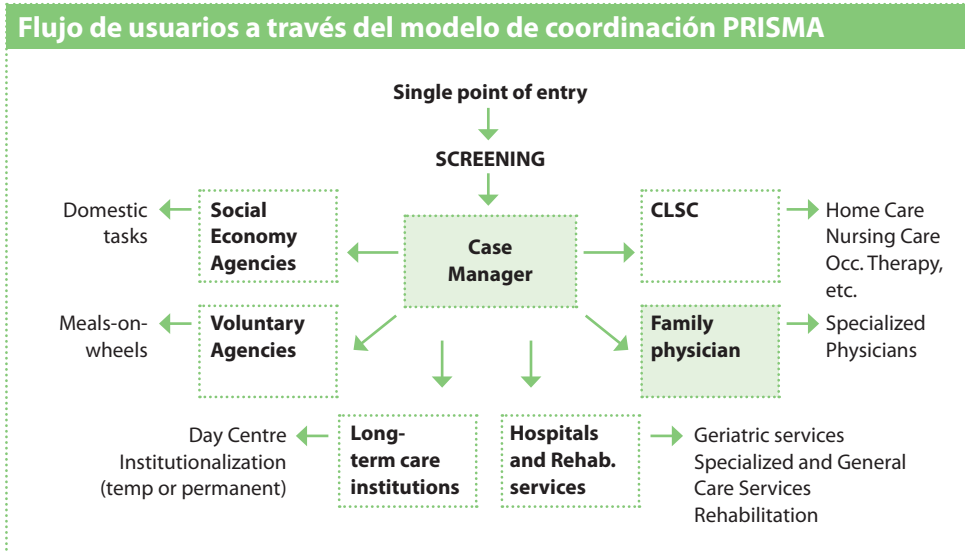 Flujo de usuarios a través del modelo de coordinación PRISMA
Single point of entry
SCREENING
Domestic
tasks
Social
Economy
Agencies
Case
Manager
CLSC
Home Care
Nursing Care
Occ. Therapy,
etc.
Meals-on-
wheels
Voluntary
Agencies
Family
physician
Specialized
Physicians
Day Centre
Institutionalization
(temp or permanent)
Long-
term care
institutions
Hospitals
and Rehab.
services
Geriatric services
Specialized and General
Care Services
Rehabilitation